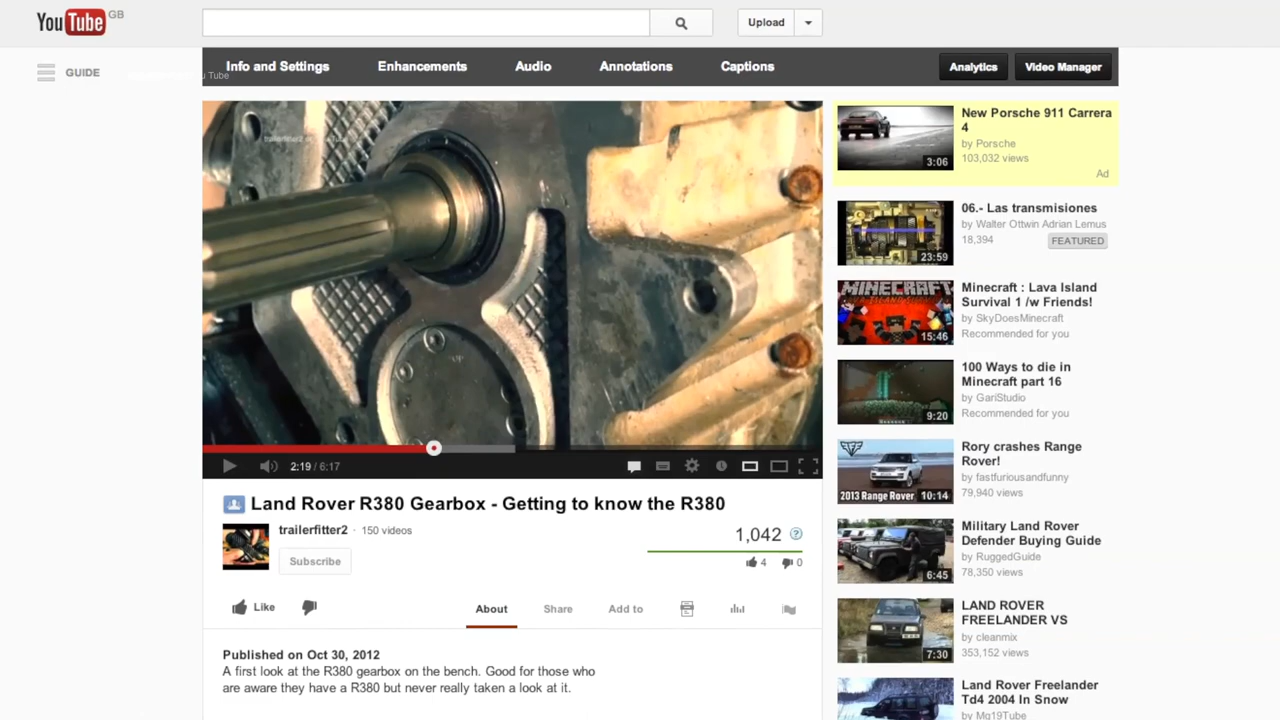 YouTube GB
Upload
GUIDE
Info and Settings
Enhancements
Audio
Annotations
Captions
Analytics
Video Manager
u Tube
trailerfitter2
2:19 / 6:17
Land Rover R380 Gearbox - Getting to know the R380
trailerfitter2 · 150 videos
Subscribe
1,042
4
0
Like
About
Share
Add to
Published on Oct 30, 2012
A first look at the R380 gearbox on the bench. Good for those who
are aware they have a R380 but never really taken a look at it.
3:06
New Porsche 911 Carrera
4
by Porsche
103,032 views
Ad
23:59
06.- Las transmisiones
by Walter Ottwin Adrian Lemus
18,394
FEATURED
MINECRAFT
15:46
Minecraft : Lava Island
Survival 1 /w Friends!
by SkyDoesMinecraft
Recommended for you
9:20
100 Ways to die in
Minecraft part 16
by GariStudio
Recommended for you
2013 Range Rover
10:14
Rory crashes Range
Rover!
by fastfuriousandfunny
79,940 views
6:45
Military Land Rover
Defender Buying Guide
by RuggedGuide
78,350 views
7:30
LAND ROVER
FREELANDER VS
by cleanmix
353,152 views
Land Rover Freelander
Td4 2004 In Snow
by Mg19Tube